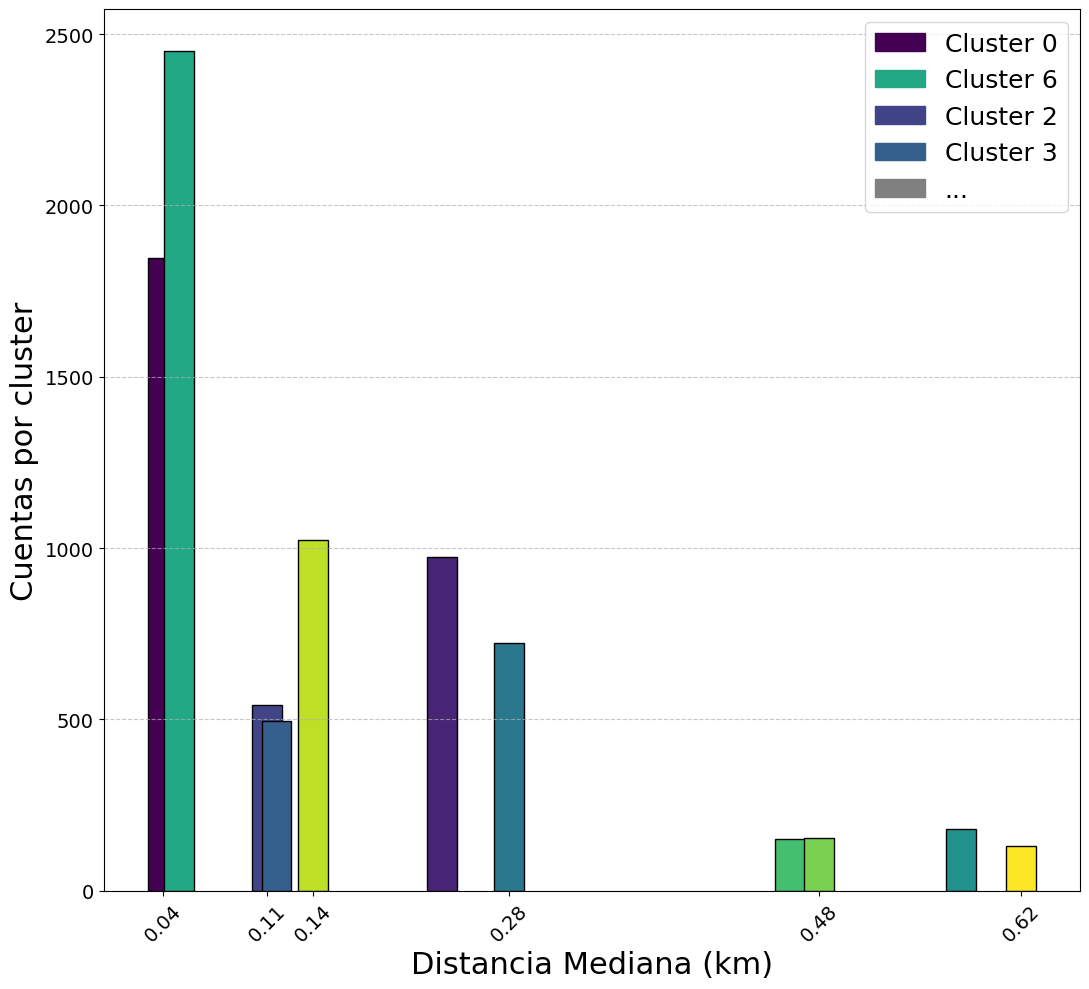 Cuentas por cluster
2500
2000
1500
1000
500
0
Cluster 0
Cluster 6
Cluster 2
Cluster 3
...
0.04
0.11
0.14
0.28
0.48
0.62
Distancia Mediana (km)